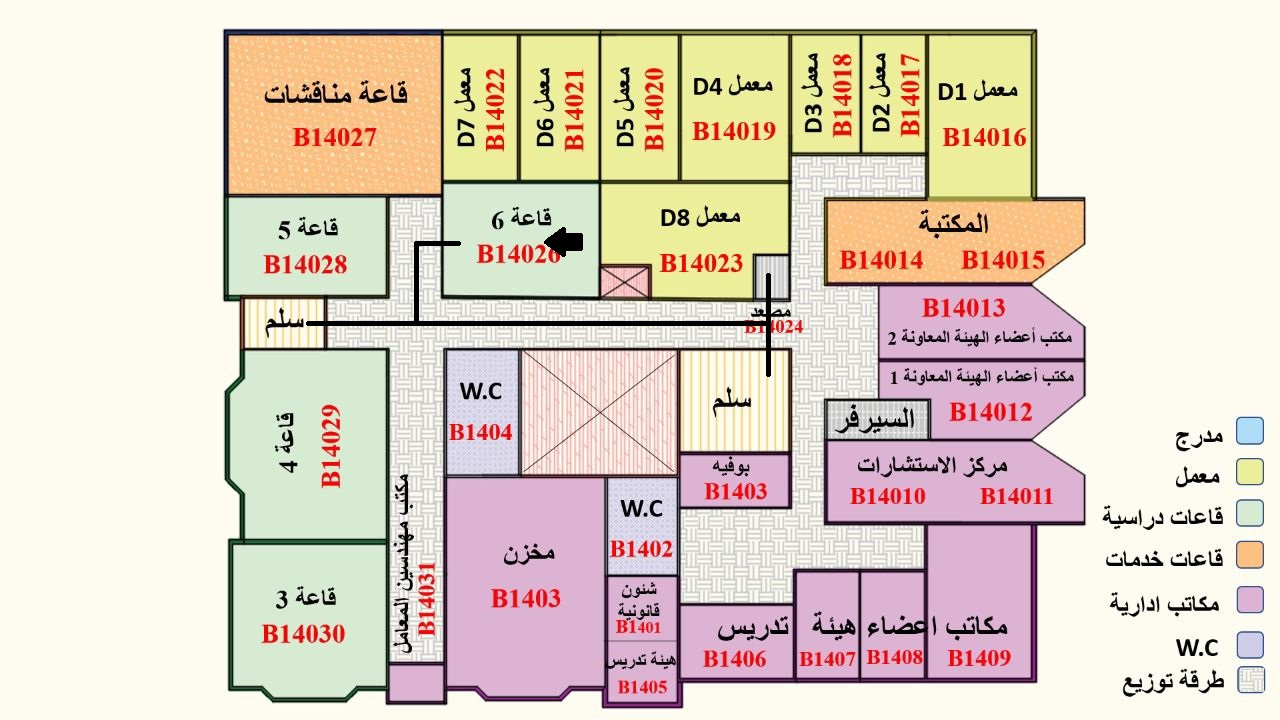 قاعة مناقشات
B14027
معمل D7
B14022
معمل D6
B14021
معمل D5
B14020
معمل D4
B14019
معمل D3
B14018
معمل D2
B14017
معمل D1
B14016
قاعة 5
B14028
قاعة 6
B14026
معمل D8
B14023
المكتبة
B14014 B14015
مصعد
B14024
سلم
B14013
مكتب أعضاء الهيئة المعاونة 2
مكتب أعضاء الهيئة المعاونة 1
B14012
قاعة 4
B14029
W.C
B1404
سلم
السيرفر
بوفيه
B1403
مركز الاستشارات
B14010 B14011
مكتب مهندسين المعامل
B14031
مخزن
B1403
W.C
B1402
قاعة 3
B14030
شئون
قانونية
B1401
هيئة تدريس
B1405
مكاتب اعضاء هيئة تدريس
B1406 B1407 B1408 B1409
مدرج
معمل
قاعات دراسية
قاعات خدمات
مكاتب ادارية
W.C
طرقة توزيع